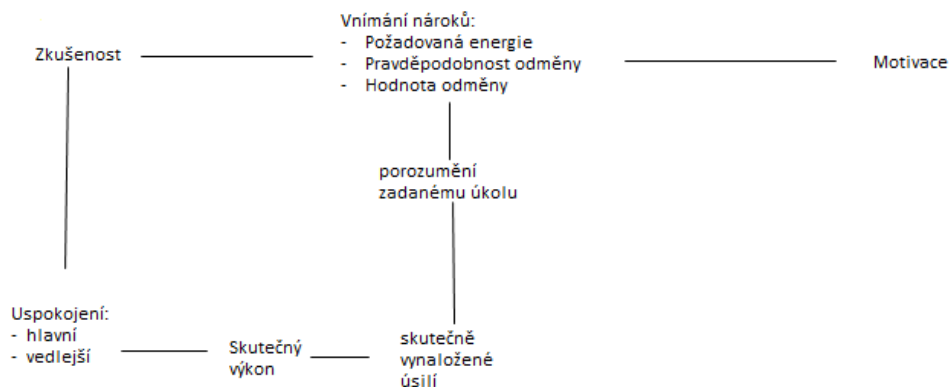 Zkušenost
Vnímání nároků:
- Požadovaná energie
- Pravděpodobnost odměny
- Hodnota odměny
Motivace
porozumění
zadanému úkolu
Uspokojení:
- hlavní
- vedlejší
Skutečný
výkon
skutečně
vynaložené
úsilí